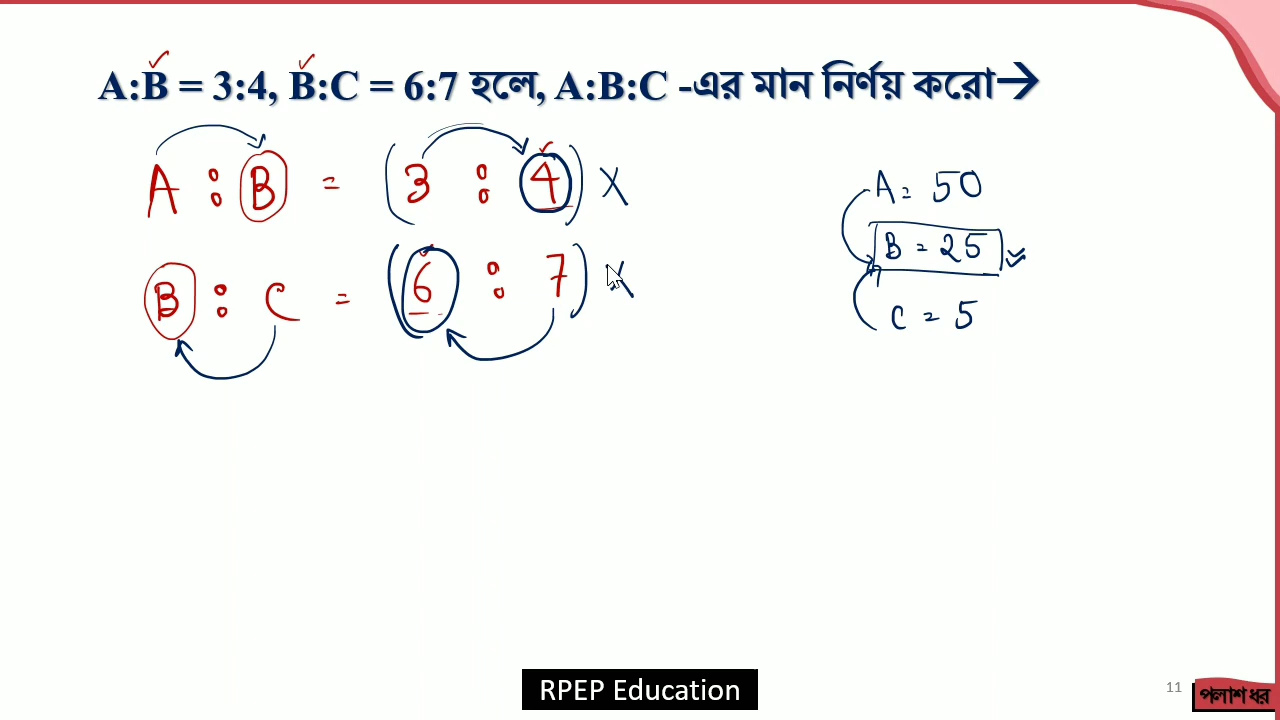 A:B = 3:4, B:C = 6:7 হলে, A:B:C -এর মান নির্ণয় করো→
A : B = (3 : 4) X
B : C = (6 : 7) X
A = 50
B = 25
C = 5
RPEP Education
11
পলাশ ধর